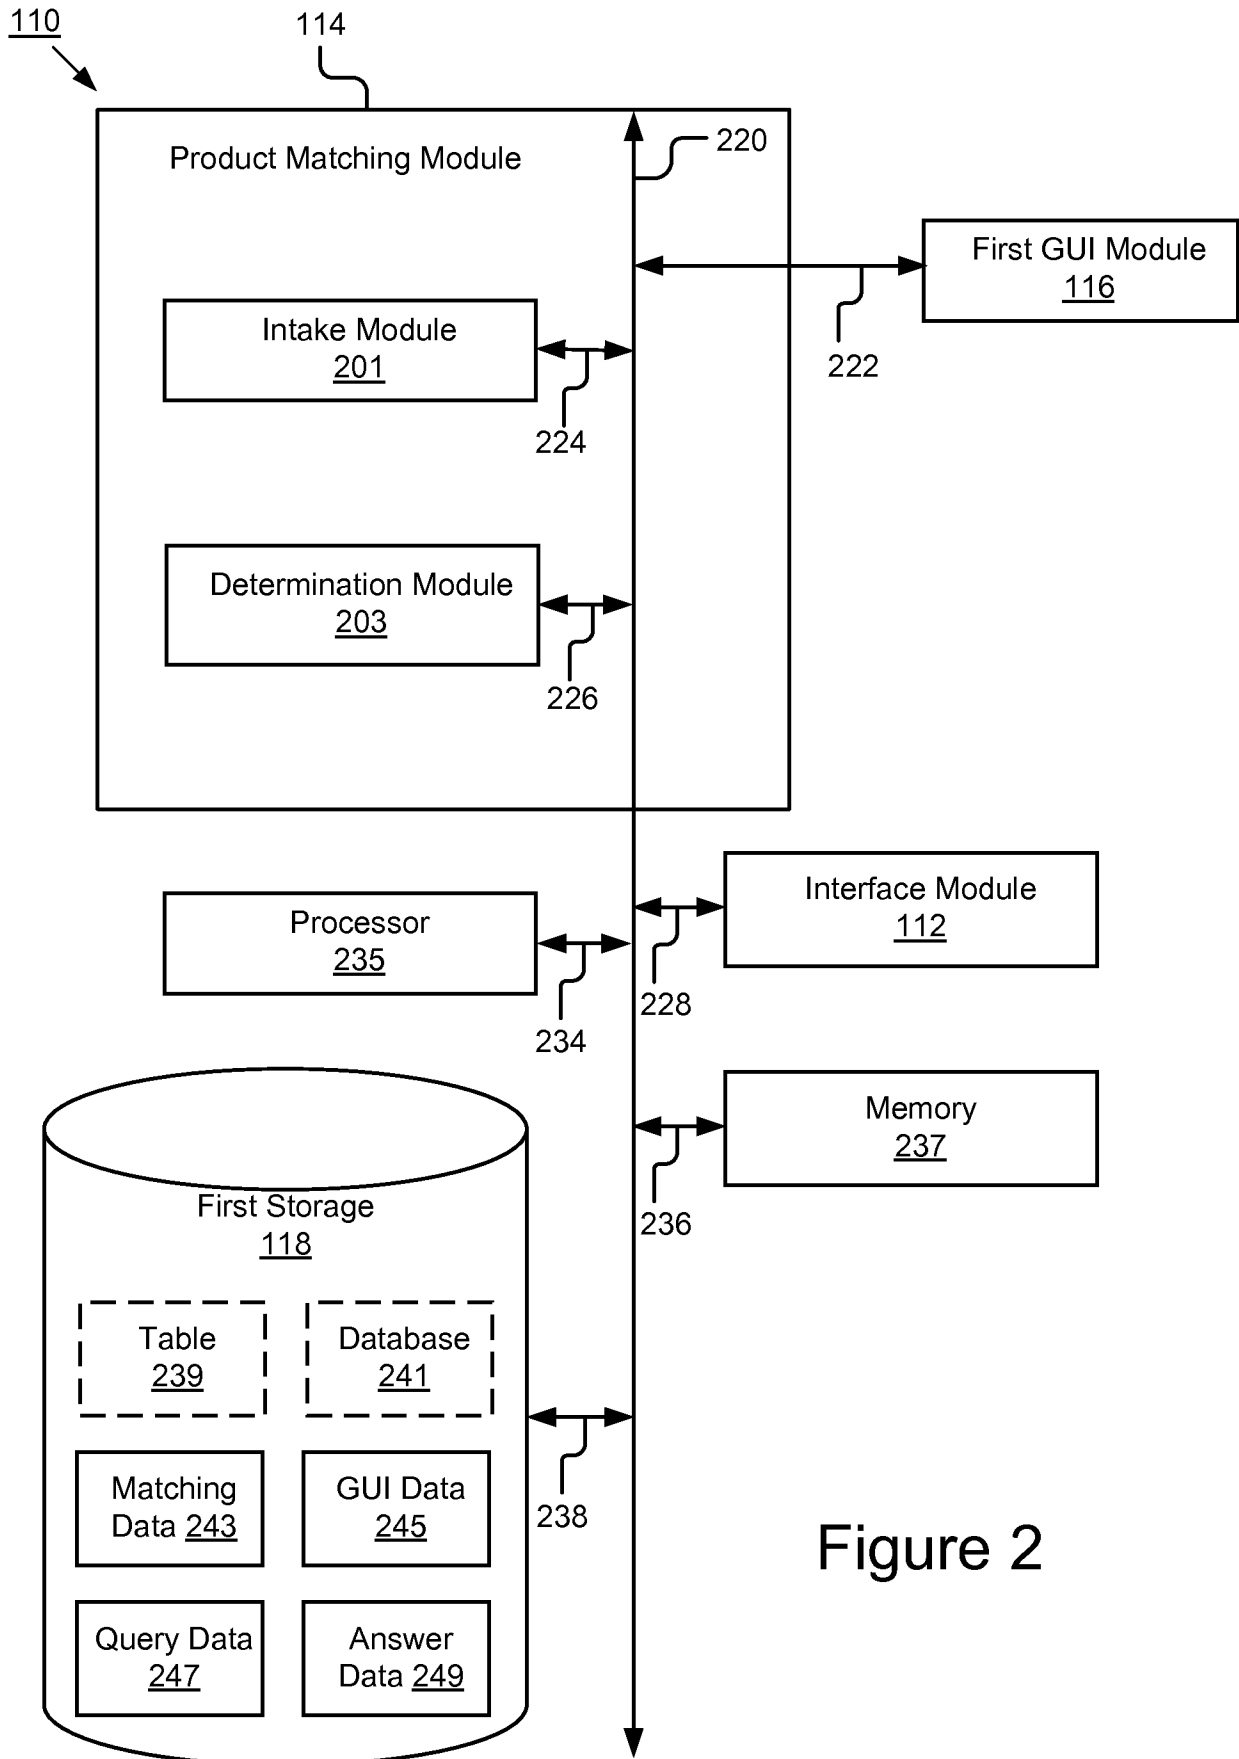 110
114
220
Product Matching Module
First GUI Module
116
222
Intake Module
201
224
Determination Module
203
226
Interface Module
112
Processor
235
228
234
Memory
237
236
First Storage
118
Table
239
Database
241
Matching
Data 243
GUI Data
245
238
Query Data
247
Answer
Data 249
Figure 2